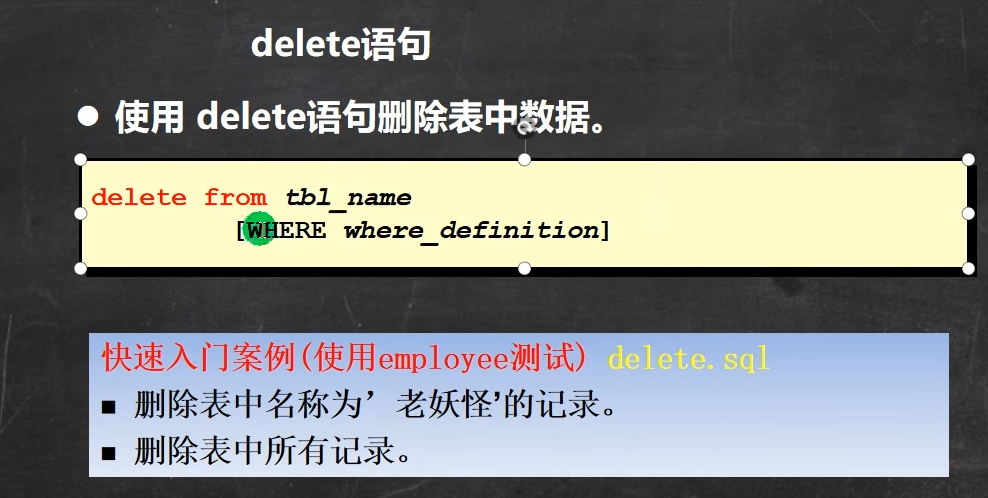 delete语句
● 使用 delete语句删除表中数据。
delete from tbl_name
[WHERE where_definition]
快速入门案例(使用employee测试) delete.sql
■ 删除表中名称为’老妖怪'的记录。
■ 删除表中所有记录。